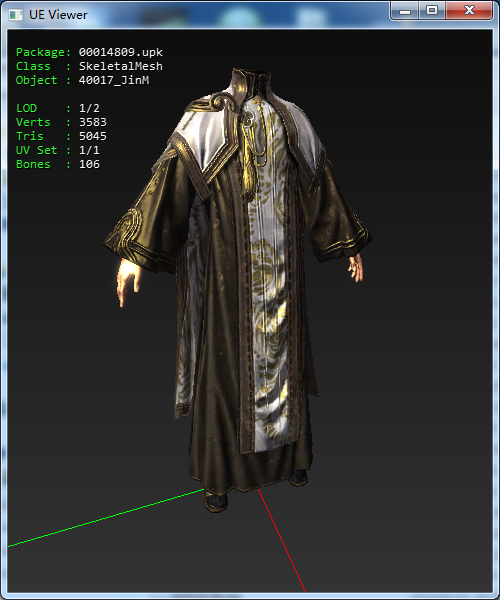 UE Viewer
Package: 00014809.upk
Class  : SkeletalMesh
Object : 40017_JinM
LOD    : 1/2
Verts  : 3583
Tris   : 5045
UV Set : 1/1
Bones  : 106